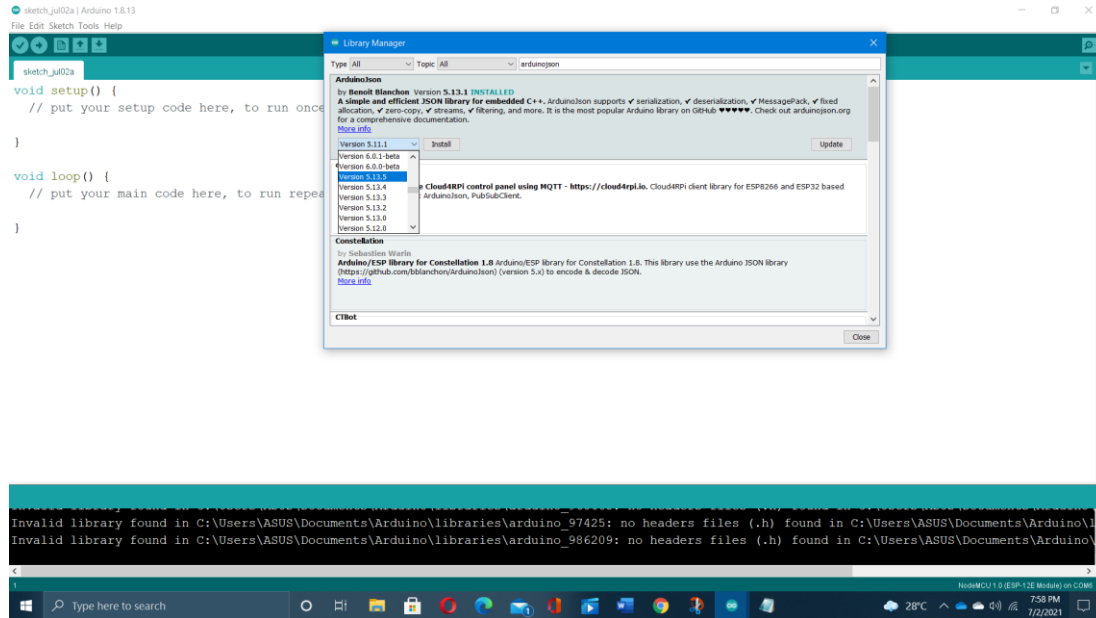 sketch_jul02a | Arduino 1.8.13
File Edit Sketch Tools Help
sketch_jul02a
void setup() {
// put your setup code here, to run once
}
void loop() {
// put your main code here, to run repea
}
Library Manager
Type All Topic All arduinojson
ArduinoJson
by Benoit Blanchon Version 5.13.1 INSTALLED
A simple and efficient JSON library for embedded C++. ArduinoJson supports ✔ serialization, ✔ deserialization, ✔ MessagePack, ✔ fixed
allocation, ✔ zero-copy, ✔ streams, ✔ filtering, and more. It is the most popular Arduino library on GitHub ♥♥♥♥♥. Check out arduinojson.org
for a comprehensive documentation.
More info
Version 5.11.1 Install Update
Version 6.0.1-beta
Version 6.0.0-beta
Version 5.13.5
Version 5.13.4
Version 5.13.3
Version 5.13.2
Version 5.13.0
Version 5.12.0
Cloud4RPi control panel using MQTT - https://cloud4rpi.io. Cloud4RPi client library for ESP8266 and ESP32 based
ArduinoJson, PubSubClient.
Constellation
by Sebastien Warin
Arduino/ESP library for Constellation 1.8 Arduino/ESP library for Constellation 1.8. This library use the Arduino JSON library
(https://github.com/bblanchon/ArduinoJson) (version 5.x) to encode & decode JSON.
More info
CTBot
Close
Invalid library found in C:\Users\ASUS\Documents\Arduino\libraries\arduino_97425: no headers files (.h) found in C:\Users\ASUS\Documents\Arduino\l
Invalid library found in C:\Users\ASUS\Documents\Arduino\libraries\arduino_986209: no headers files (.h) found in C:\Users\ASUS\Documents\Arduino\
1 NodeMCU 1.0 (ESP-12E Module) on COM6
Type here to search
28°C
7:58 PM
7/2/2021